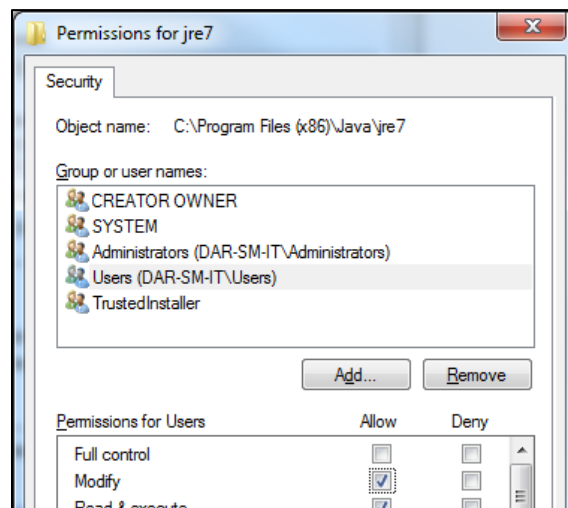 Permissions for jre7
Security
Object name: C:\Program Files (x86)\Java\jre7
Group or user names:
CREATOR OWNER
SYSTEM
Administrators (DAR-SM-IT\Administrators)
Users (DAR-SM-IT\Users)
TrustedInstaller
Add... Remove
Permissions for Users Allow Deny
Full control
Modify
Read & execute